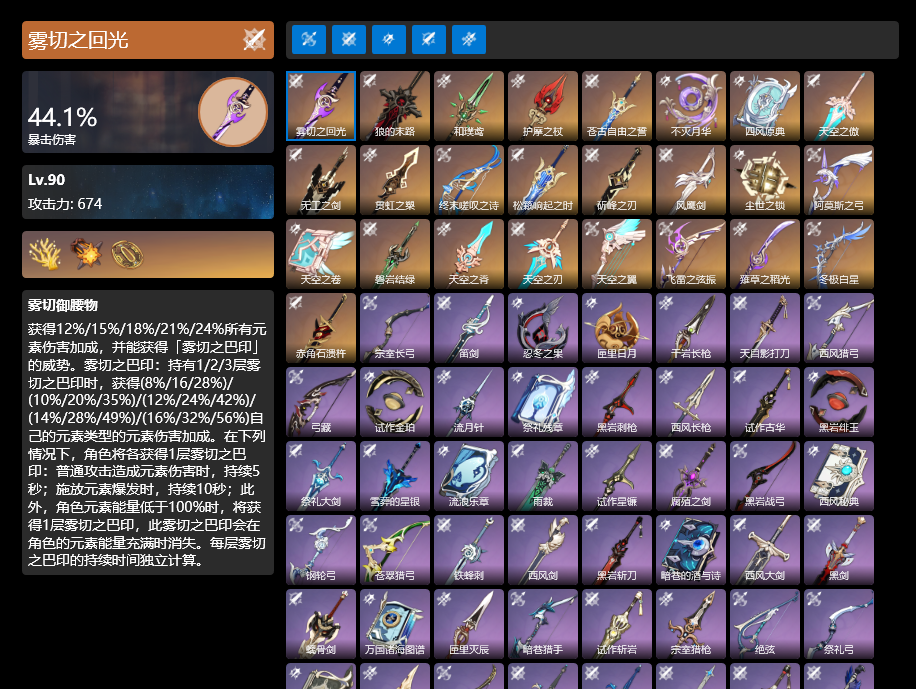 雾切之回光
44.1%
暴击伤害
Lv.90
攻击力: 674
雾切御腰物
获得12%/15%/18%/21%/24%所有元
素伤害加成，并能获得「雾切之巴印」
的威势。雾切之巴印：持有1/2/3层雾
切之巴印时，获得(8%/16/28%)/
(10%/20%/35%)/(12%/24%/42%)/
(14%/28%/49%)/(16%/32%/56%)自
己的元素类型的元素伤害加成。在下列
情况下，角色将各获得1层雾切之巴
印：普通攻击造成元素伤害时，持续5
秒；施放元素爆发时，持续10秒；此
外，角色元素能量低于100%时，将获
得1层雾切之巴印，此雾切之巴印会在
角色的元素能量充满时消失。每层雾切
之巴印的持续时间独立计算。
雾切之回光 狼的末路 和璞鸢 护摩之杖 苍古自由之誓 不灭月华 四风原典 天空之傲
无工之剑 贯虹之槊 终末嗟叹之诗 松籁响起之时 斫峰之刃 风鹰剑 尘世之锁 阿莫斯之弓
天空之卷 磐岩结绿 天空之脊 天空之刃 天空之翼 飞雷之弦振 薙草之稻光 冬极白星
赤角石溃杵 宗室长弓 笛剑 忍冬之果 匣里日月 千岩长枪 天目影打刀 西风猎弓
弓藏 试作金珀 流月针 祭礼残章 黑岩刺枪 西风长枪 试作古华 黑岩绯玉
祭礼大剑 雪葬的星银 流浪乐章 雨裁 试作星镰 腐殖之剑 黑岩战弓 西风秘典
钢轮弓 苍翠猎弓 铁蜂刺 西风剑 黑岩斩刀 暗巷的酒与诗 西风大剑 黑剑
螭骨剑 万国诸海图谱 匣里灭辰 暗巷猎手 试作斩岩 宗室猎枪 绝弦 祭礼弓